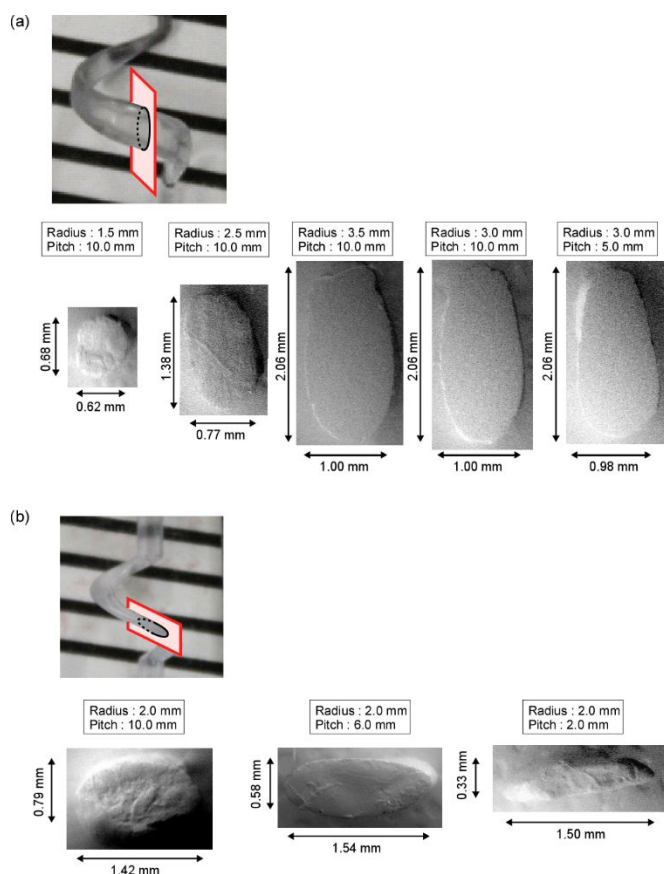 (a)
Radius : 1.5 mm
Pitch : 10.0 mm
Radius : 2.5 mm
Pitch : 10.0 mm
Radius : 3.5 mm
Pitch : 10.0 mm
Radius : 3.0 mm
Pitch : 10.0 mm
Radius : 3.0 mm
Pitch : 5.0 mm
0.68 mm
0.62 mm
1.38 mm
0.77 mm
2.06 mm
1.00 mm
2.06 mm
1.00 mm
2.06 mm
0.98 mm
(b)
Radius : 2.0 mm
Pitch : 10.0 mm
Radius : 2.0 mm
Pitch : 6.0 mm
Radius : 2.0 mm
Pitch : 2.0 mm
0.79 mm
1.42 mm
0.58 mm
1.54 mm
0.33 mm
1.50 mm